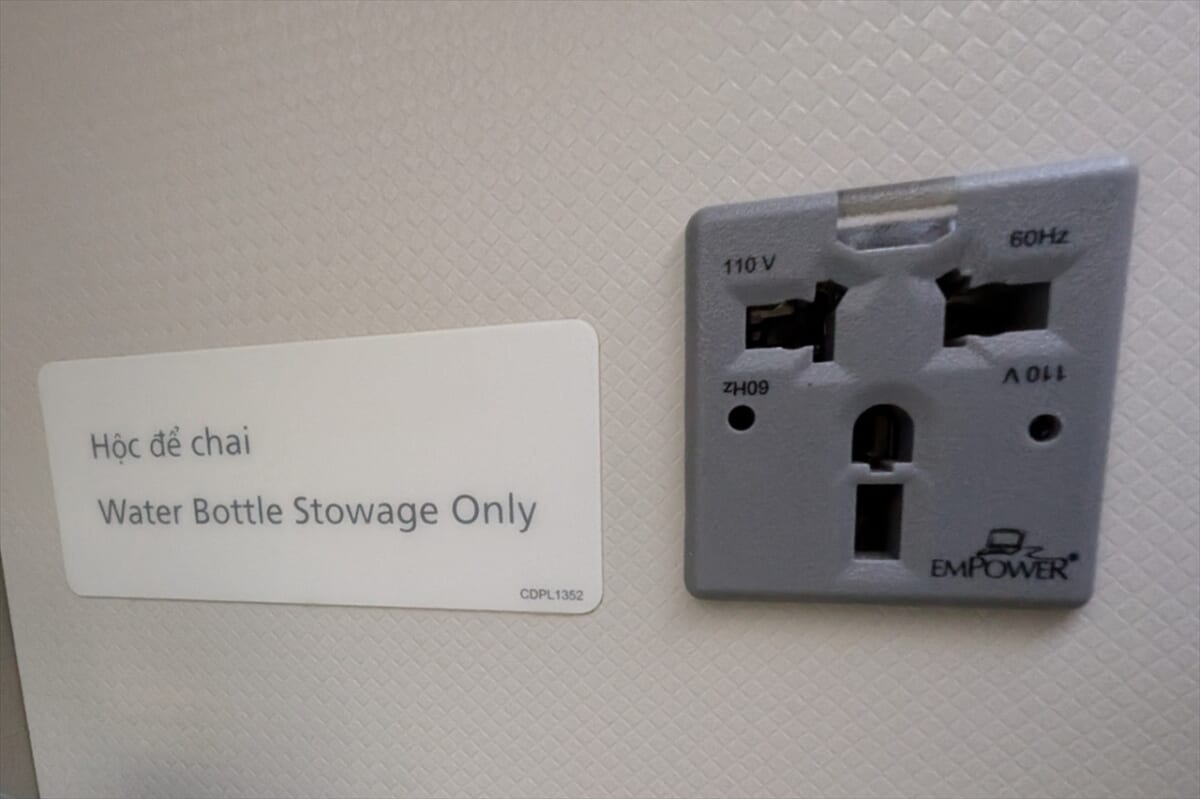 Hộc để chai
Water Bottle Stowage Only
CDPL1352
110 V
60Hz
60Hz
110 V
EMPOWER®